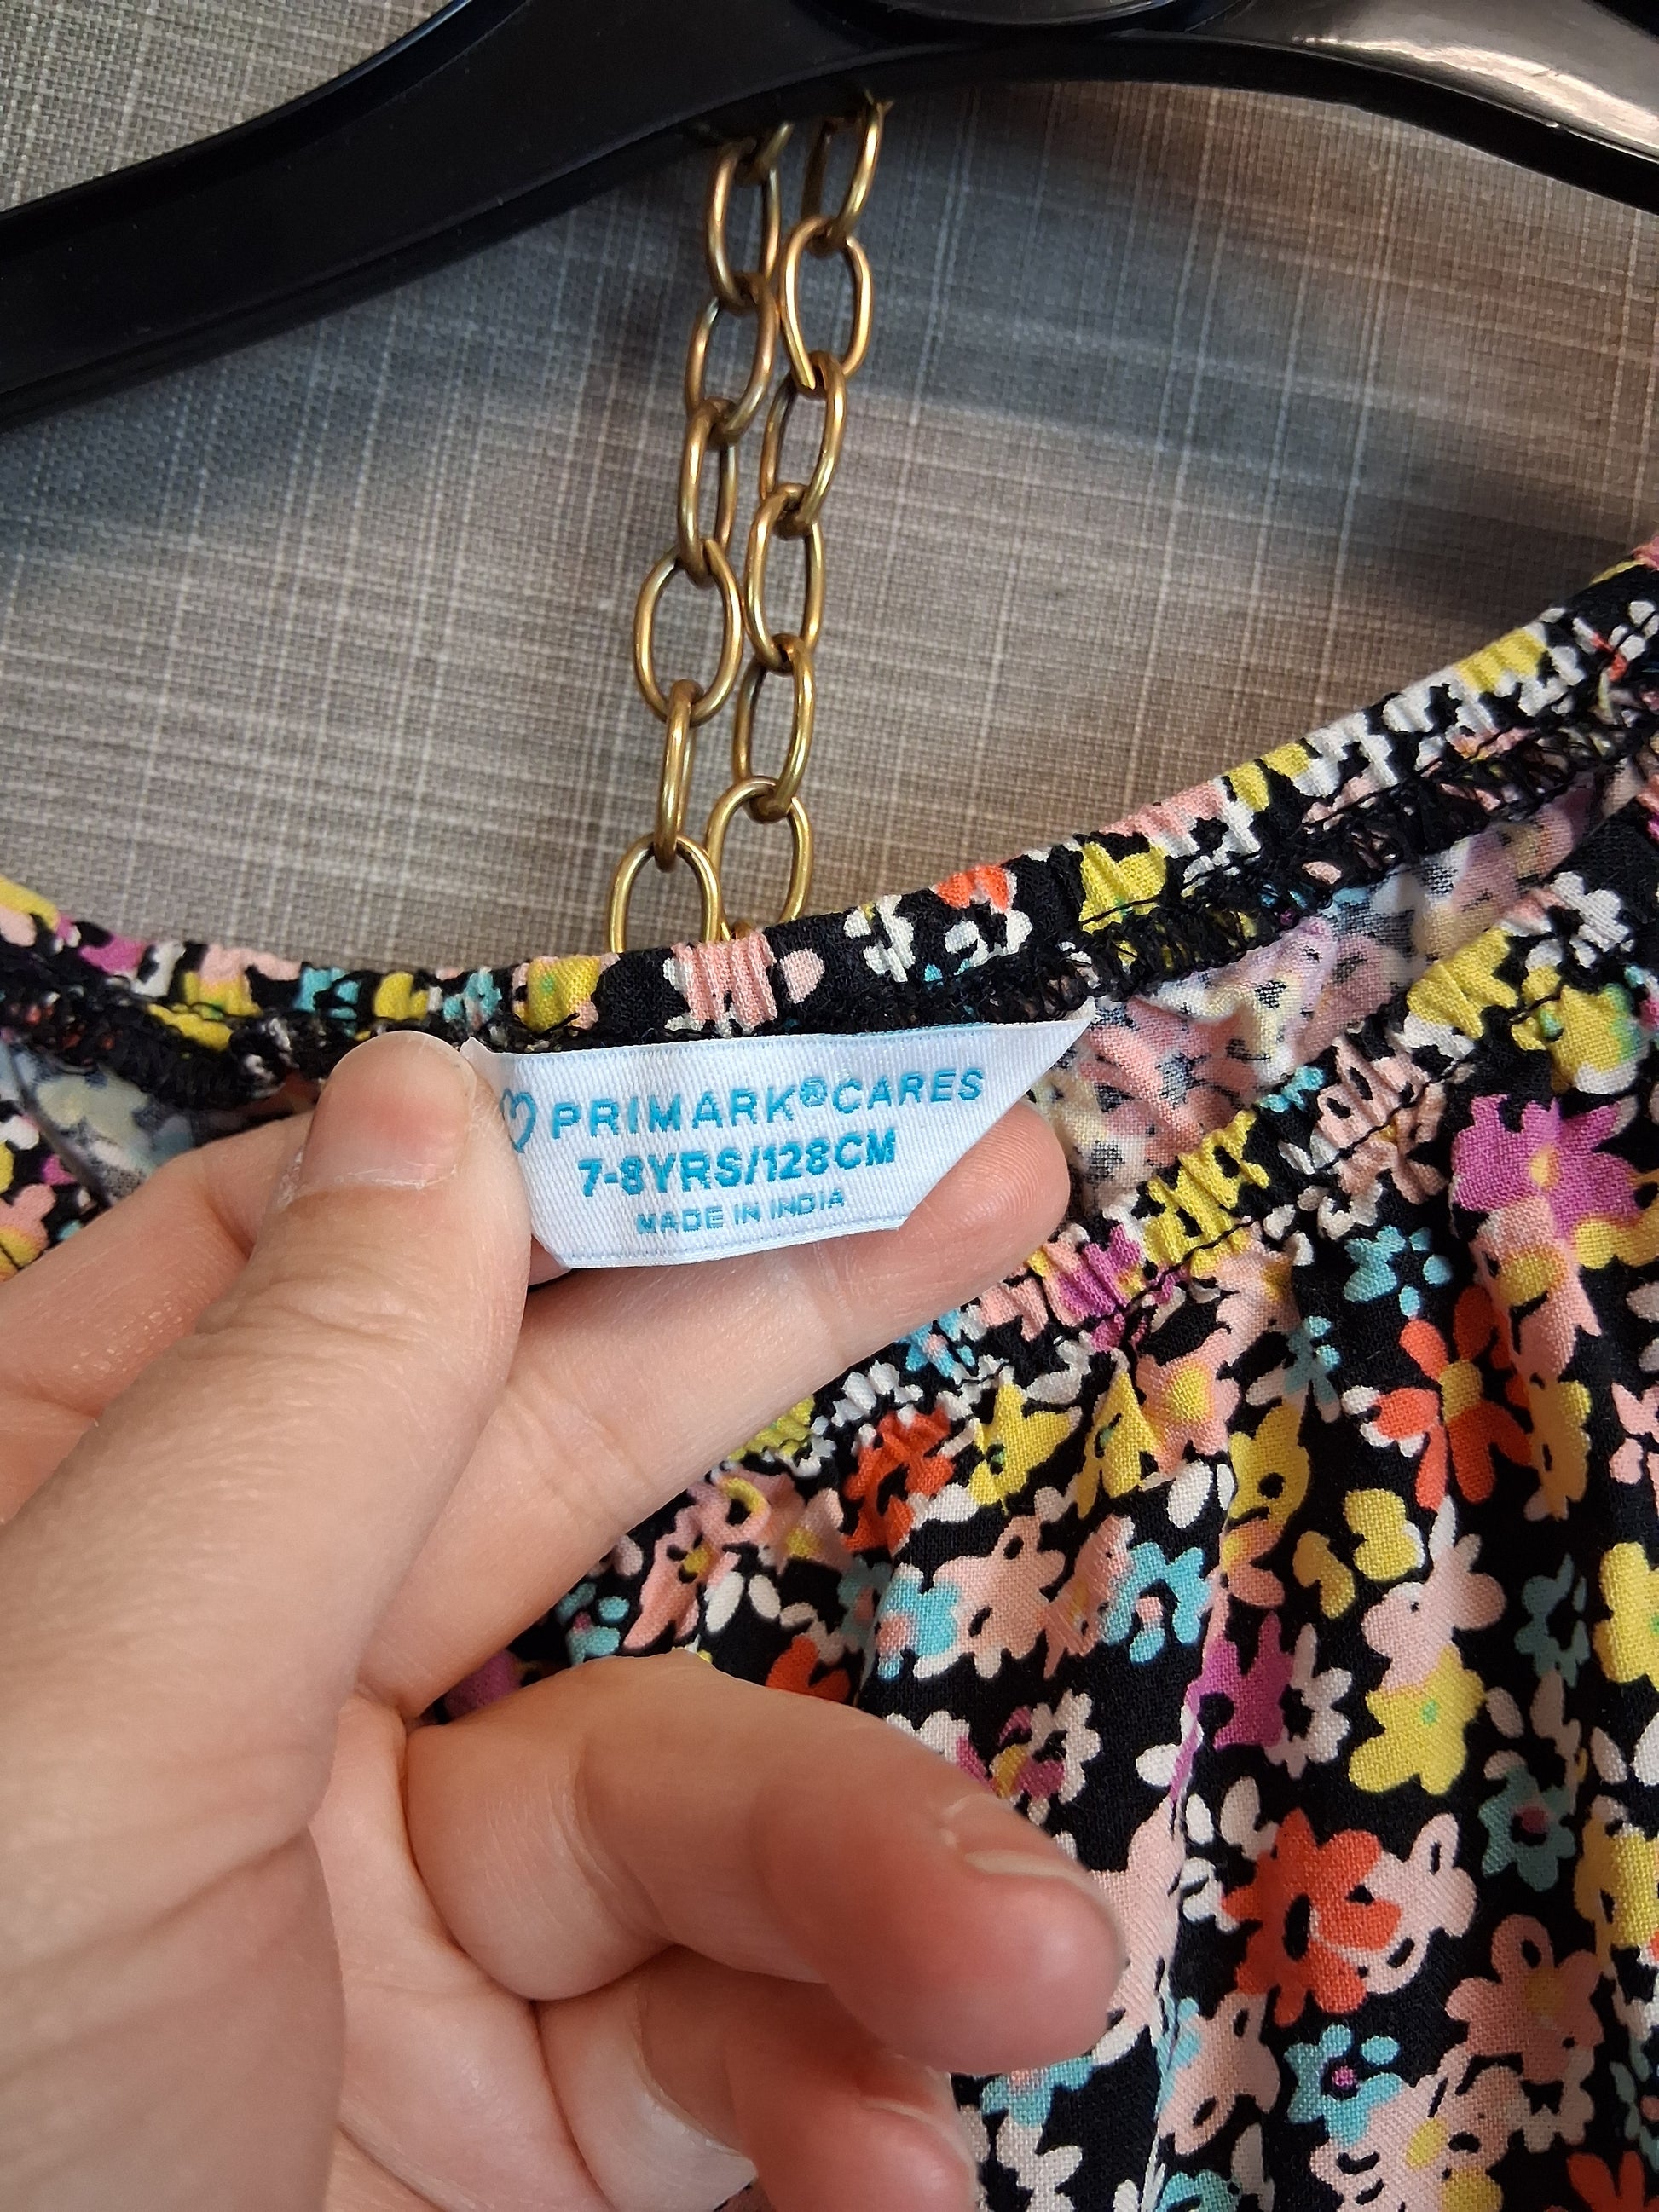 PRIMARK®CARES
7-8YRS/128CM
MADE IN INDIA